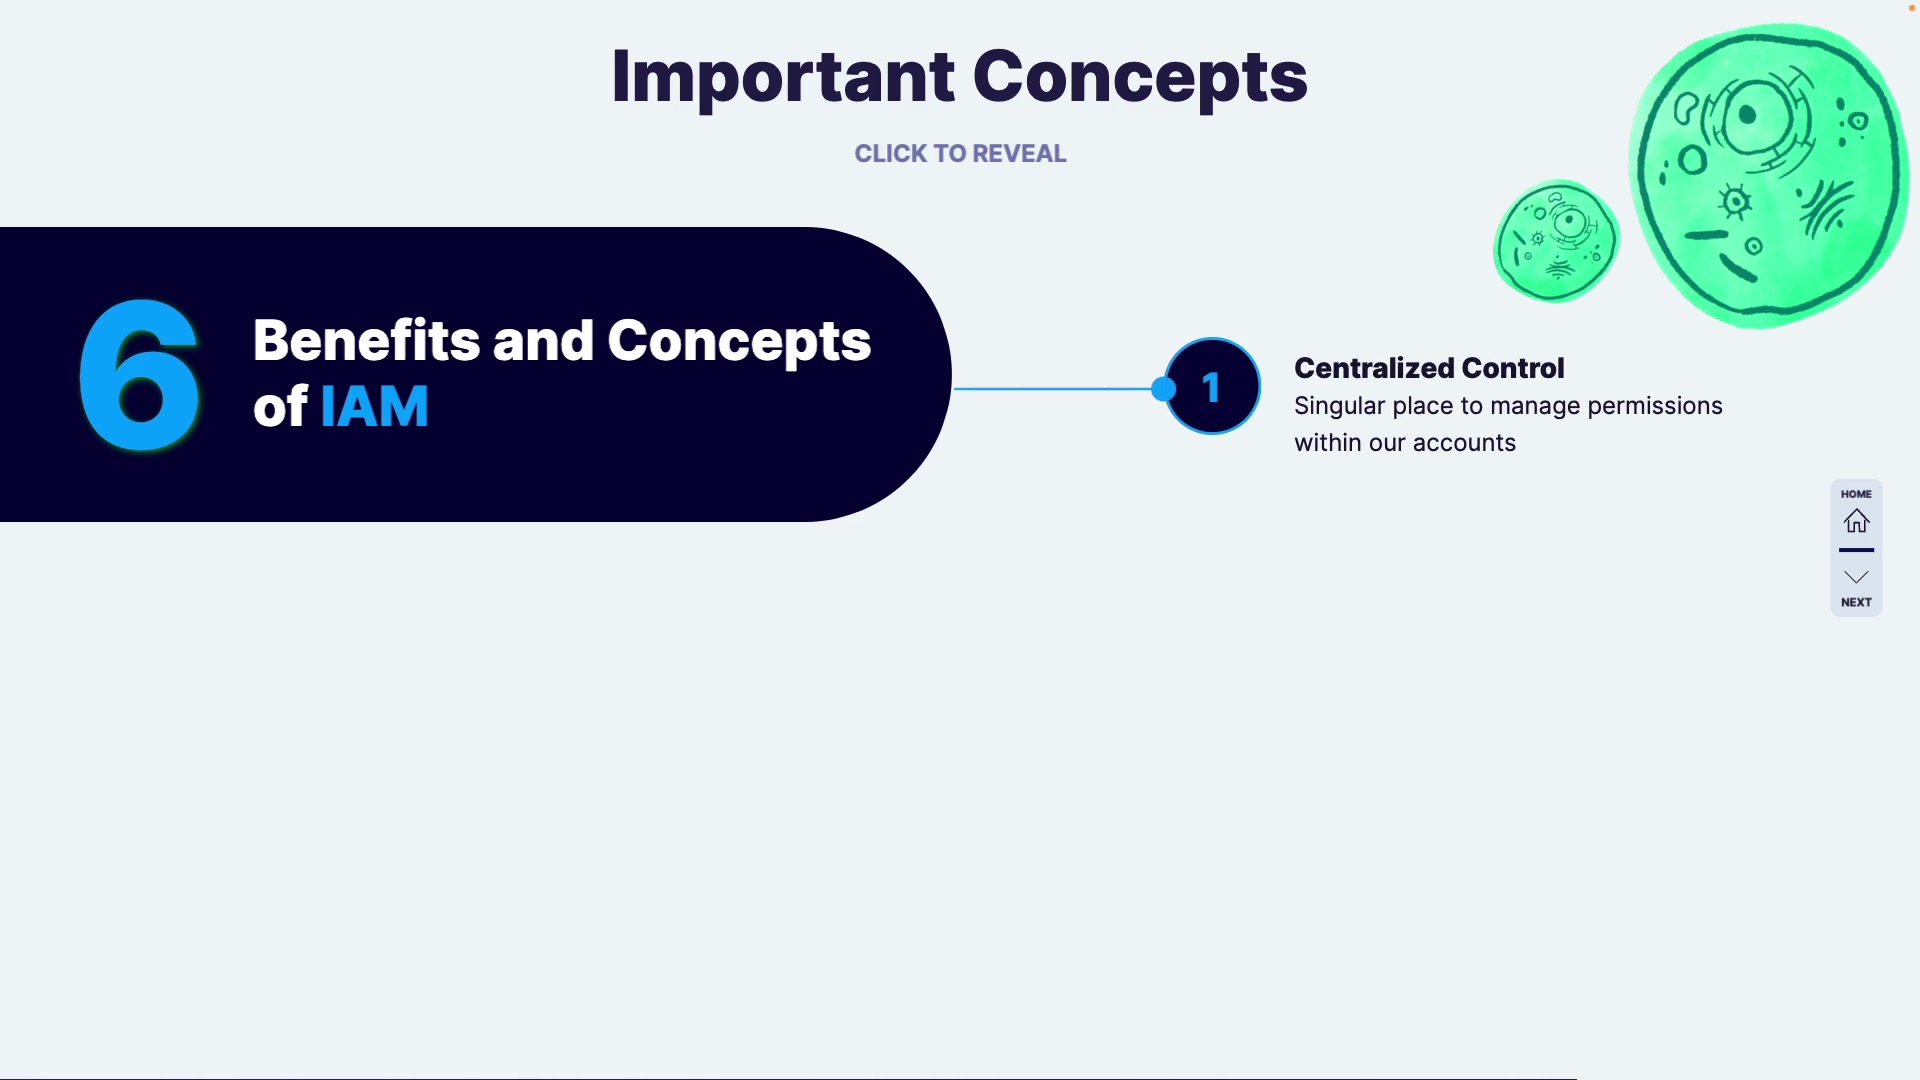 Important Concepts
CLICK TO REVEAL
6
Benefits and Concepts
of IAM
1
Centralized Control
Singular place to manage permissions
within our accounts
HOME
NEXT